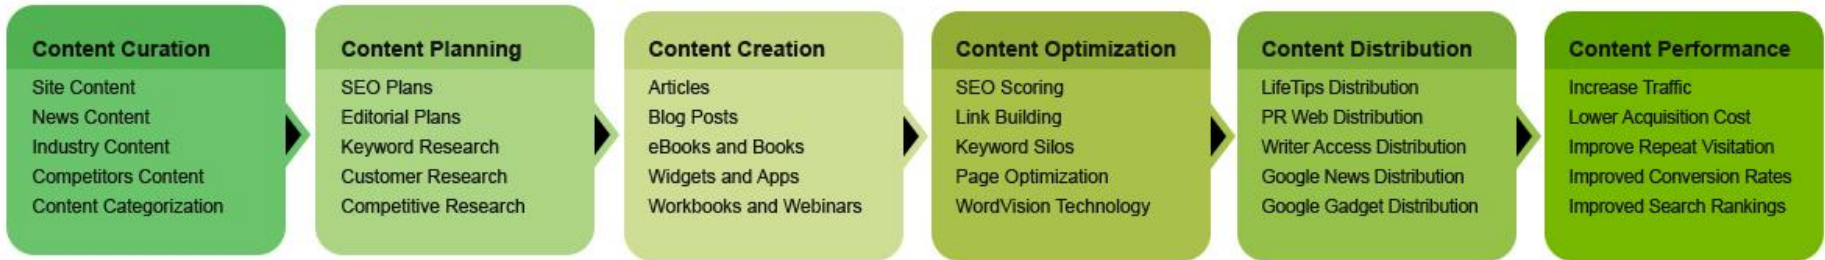 Content Curation
Site Content
News Content
Industry Content
Competitors Content
Content Categorization
Content Planning
SEO Plans
Editorial Plans
Keyword Research
Customer Research
Competitive Research
Content Creation
Articles
Blog Posts
eBooks and Books
Widgets and Apps
Workbooks and Webinars
Content Optimization
SEO Scoring
Link Building
Keyword Silos
Page Optimization
WordVision Technology
Content Distribution
LifeTips Distribution
PR Web Distribution
Writer Access Distribution
Google News Distribution
Google Gadget Distribution
Content Performance
Increase Traffic
Lower Acquisition Cost
Improve Repeat Visitation
Improved Conversion Rates
Improved Search Rankings